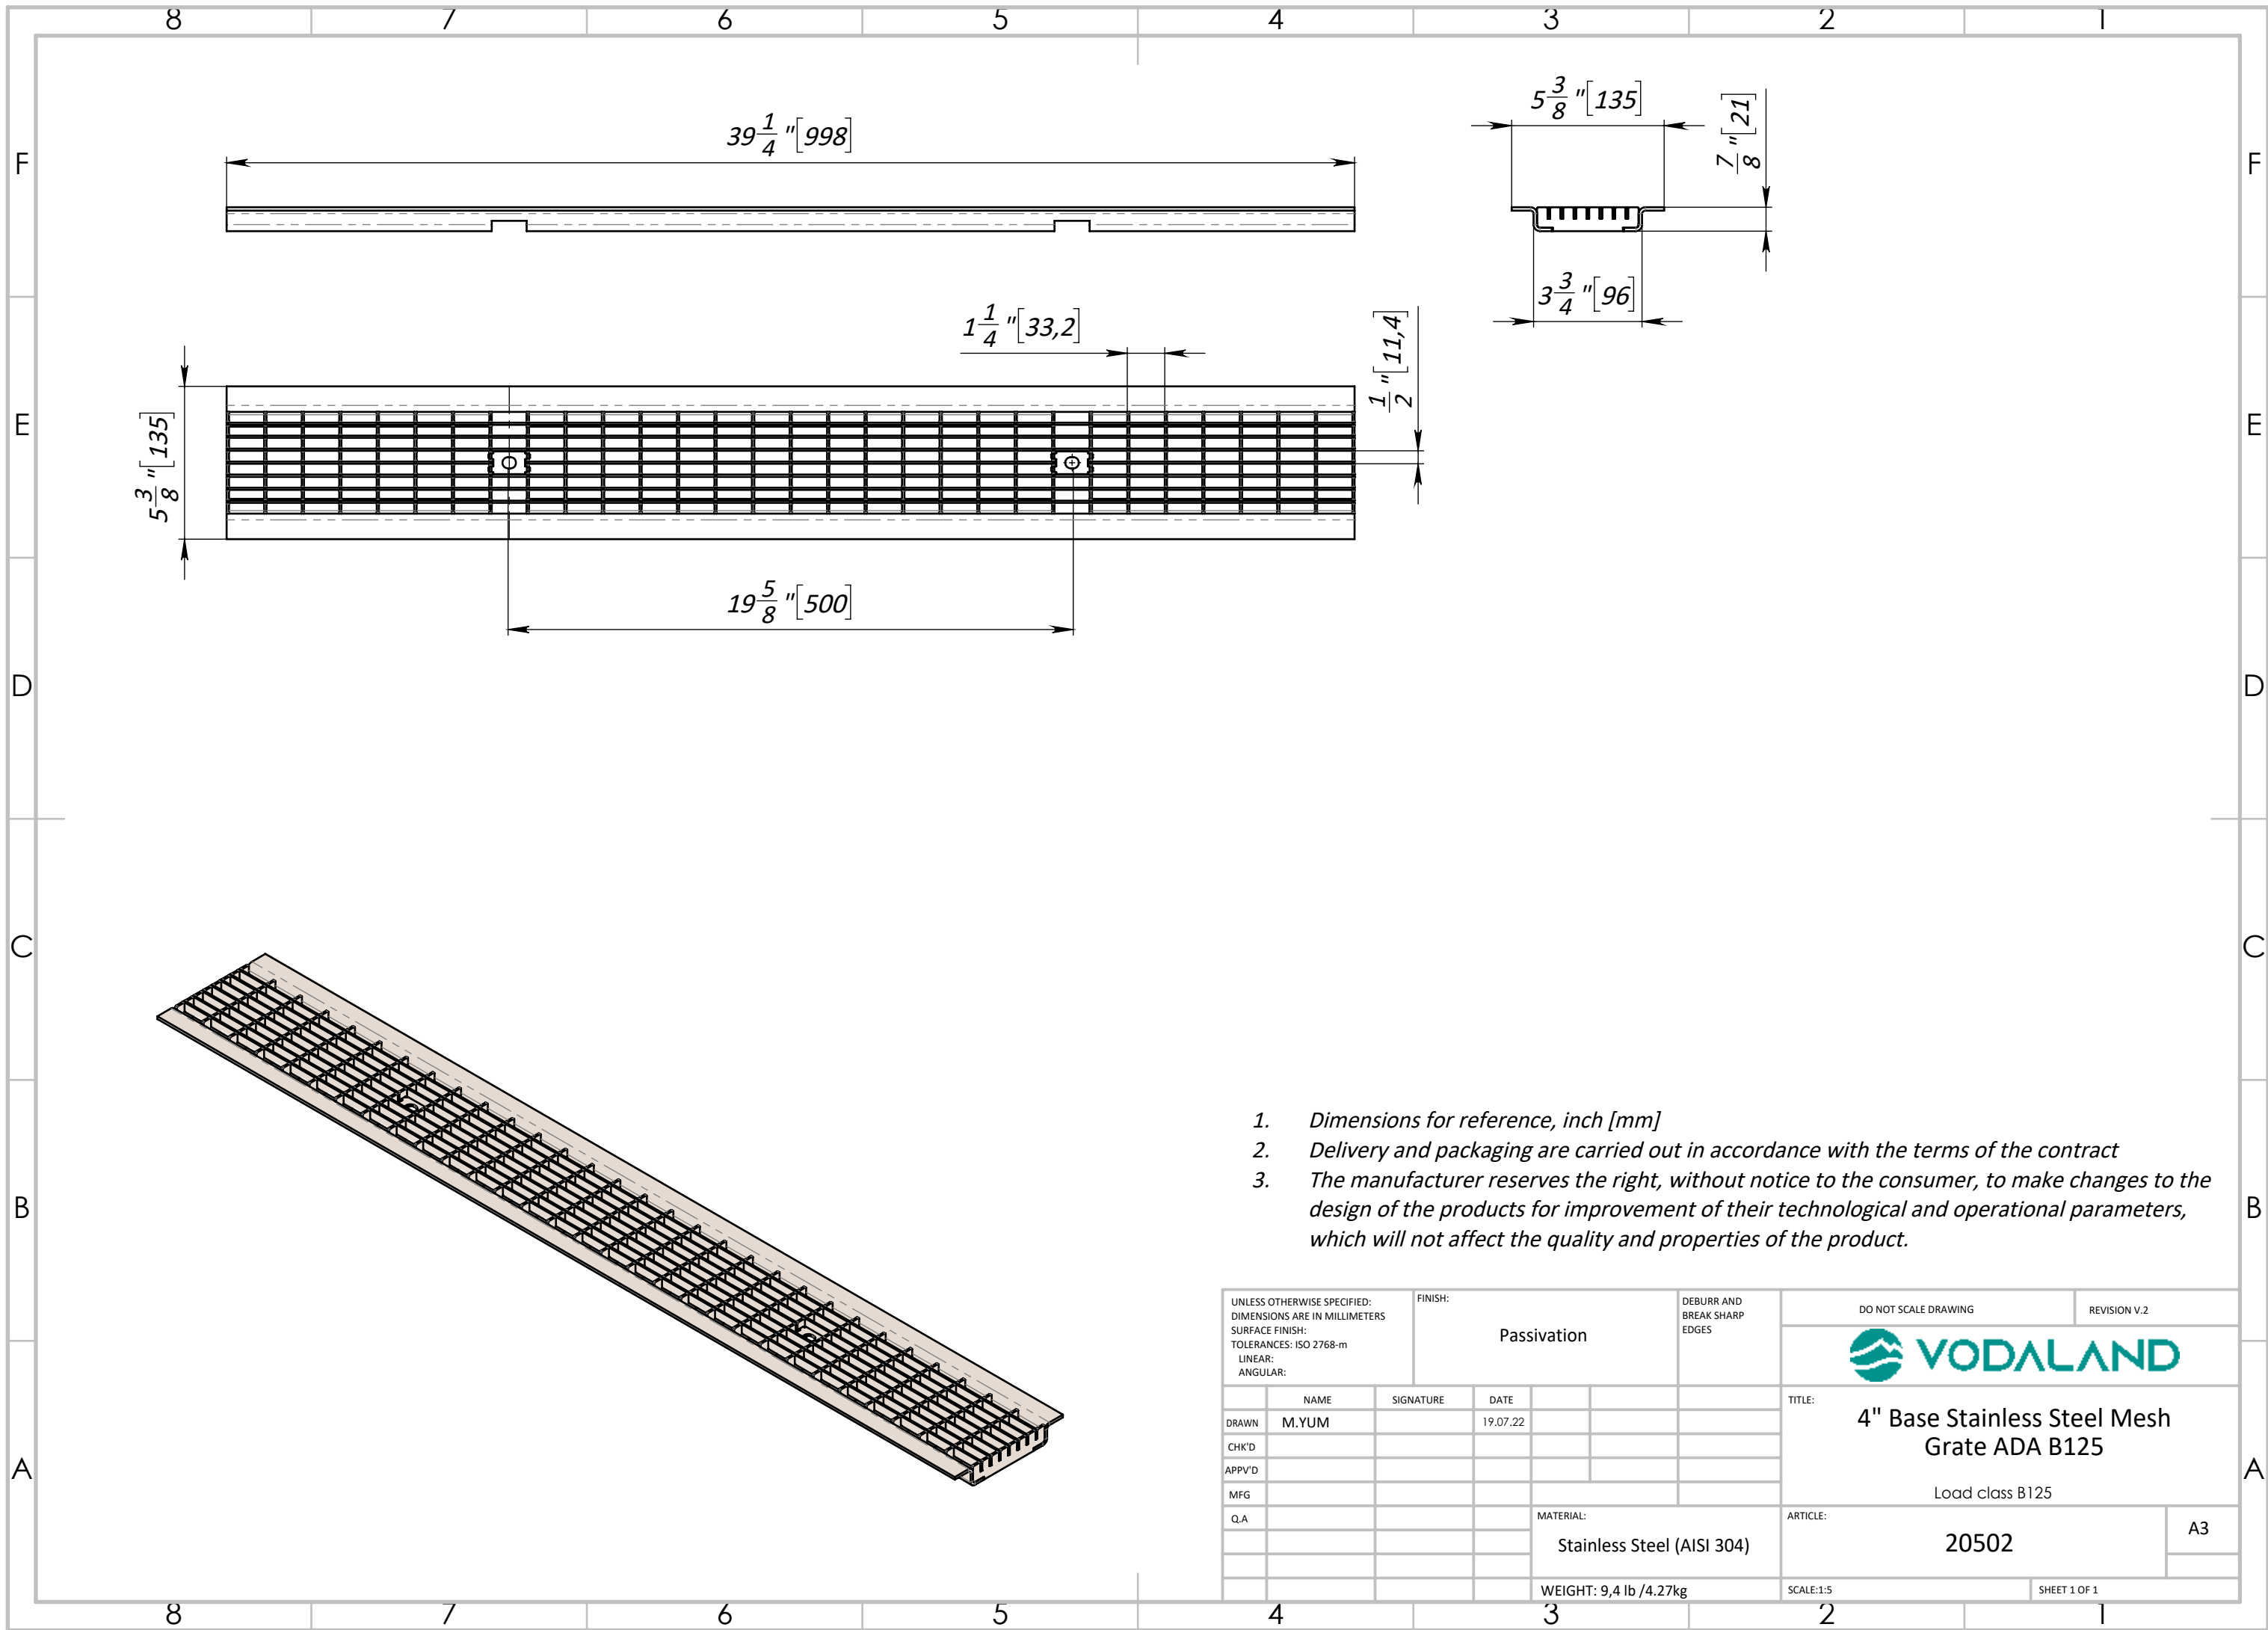 8 7 6 5 4 3 2 1
39 1/4 "[998]
5 3/8 "[135]
7/8 "[21]
F F
3 3/4 "[96]
1 1/4 "[33,2]
1/2 "[11,4]
5 3/8 "[135]
E E
19 5/8 "[500]
D D
C C
1. Dimensions for reference, inch [mm]
2. Delivery and packaging are carried out in accordance with the terms of the contract
3. The manufacturer reserves the right, without notice to the consumer, to make changes to the
design of the products for improvement of their technological and operational parameters,
which will not affect the quality and properties of the product.
B B
UNLESS OTHERWISE SPECIFIED:
DIMENSIONS ARE IN MILLIMETERS
SURFACE FINISH:
TOLERANCES: ISO 2768-m
LINEAR:
ANGULAR:
FINISH:
Passivation
DEBURR AND
BREAK SHARP
EDGES
DO NOT SCALE DRAWING
REVISION V.2
VODALAND
NAME SIGNATURE DATE
DRAWN M.YUM 19.07.22
CHK'D
APPV'D
MFG
Q.A
TITLE:
4" Base Stainless Steel Mesh
Grate ADA B125
Load class B125
A A
MATERIAL:
Stainless Steel (AISI 304)
ARTICLE:
20502
A3
WEIGHT: 9,4 lb /4.27kg
SCALE:1:5
SHEET 1 OF 1
8 7 6 5 4 3 2 1